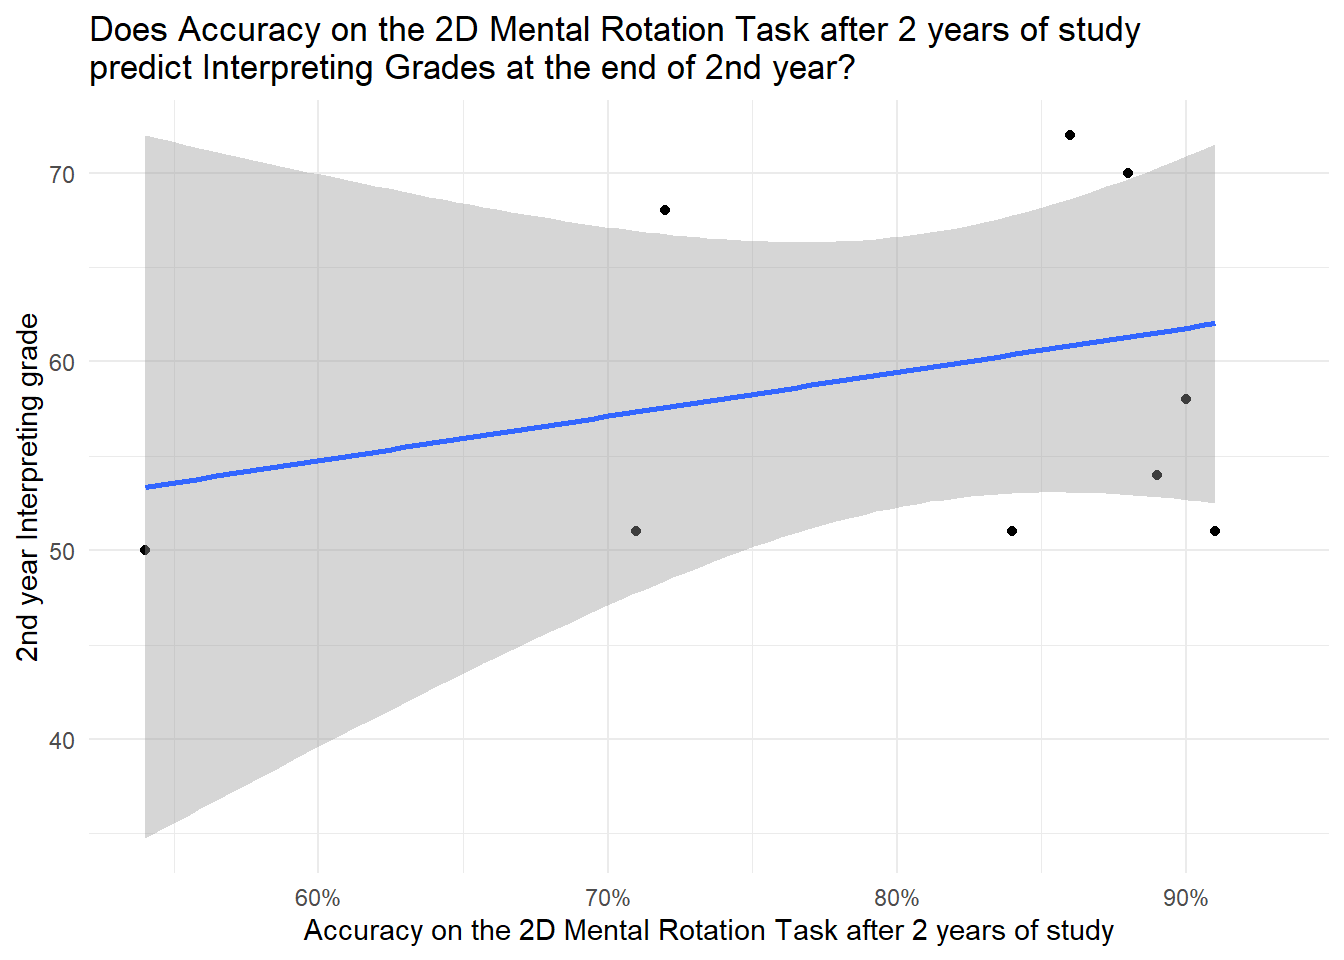 Does Accuracy on the 2D Mental Rotation Task after 2 years of study
predict Interpreting Grades at the end of 2nd year?
2nd year Interpreting grade
70
60
50
40
60%
70%
80%
90%
Accuracy on the 2D Mental Rotation Task after 2 years of study